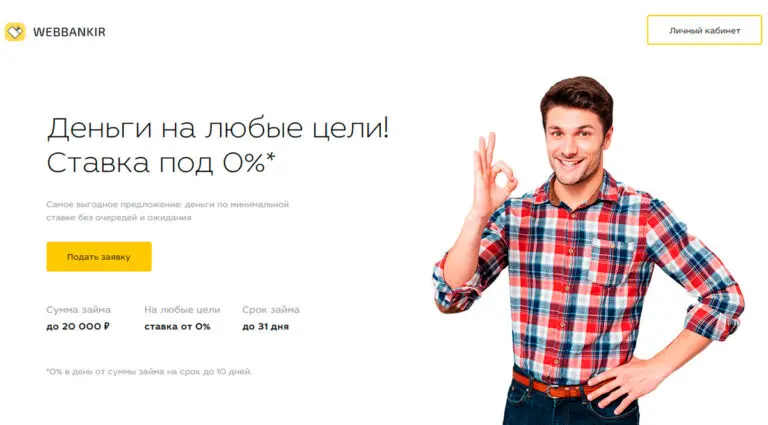 WEBBANKIR
Личный кабинет
Деньги на любые цели!
Ставка под 0%*
Самое выгодное предложение: деньги по минимальной
ставке без очередей и ожидания
Подать заявку
Сумма займа
до 20 000 ₽
На любые цели
ставка от 0%
Срок займа
до 31 дня
*0% в день от суммы займа на срок до 10 дней.